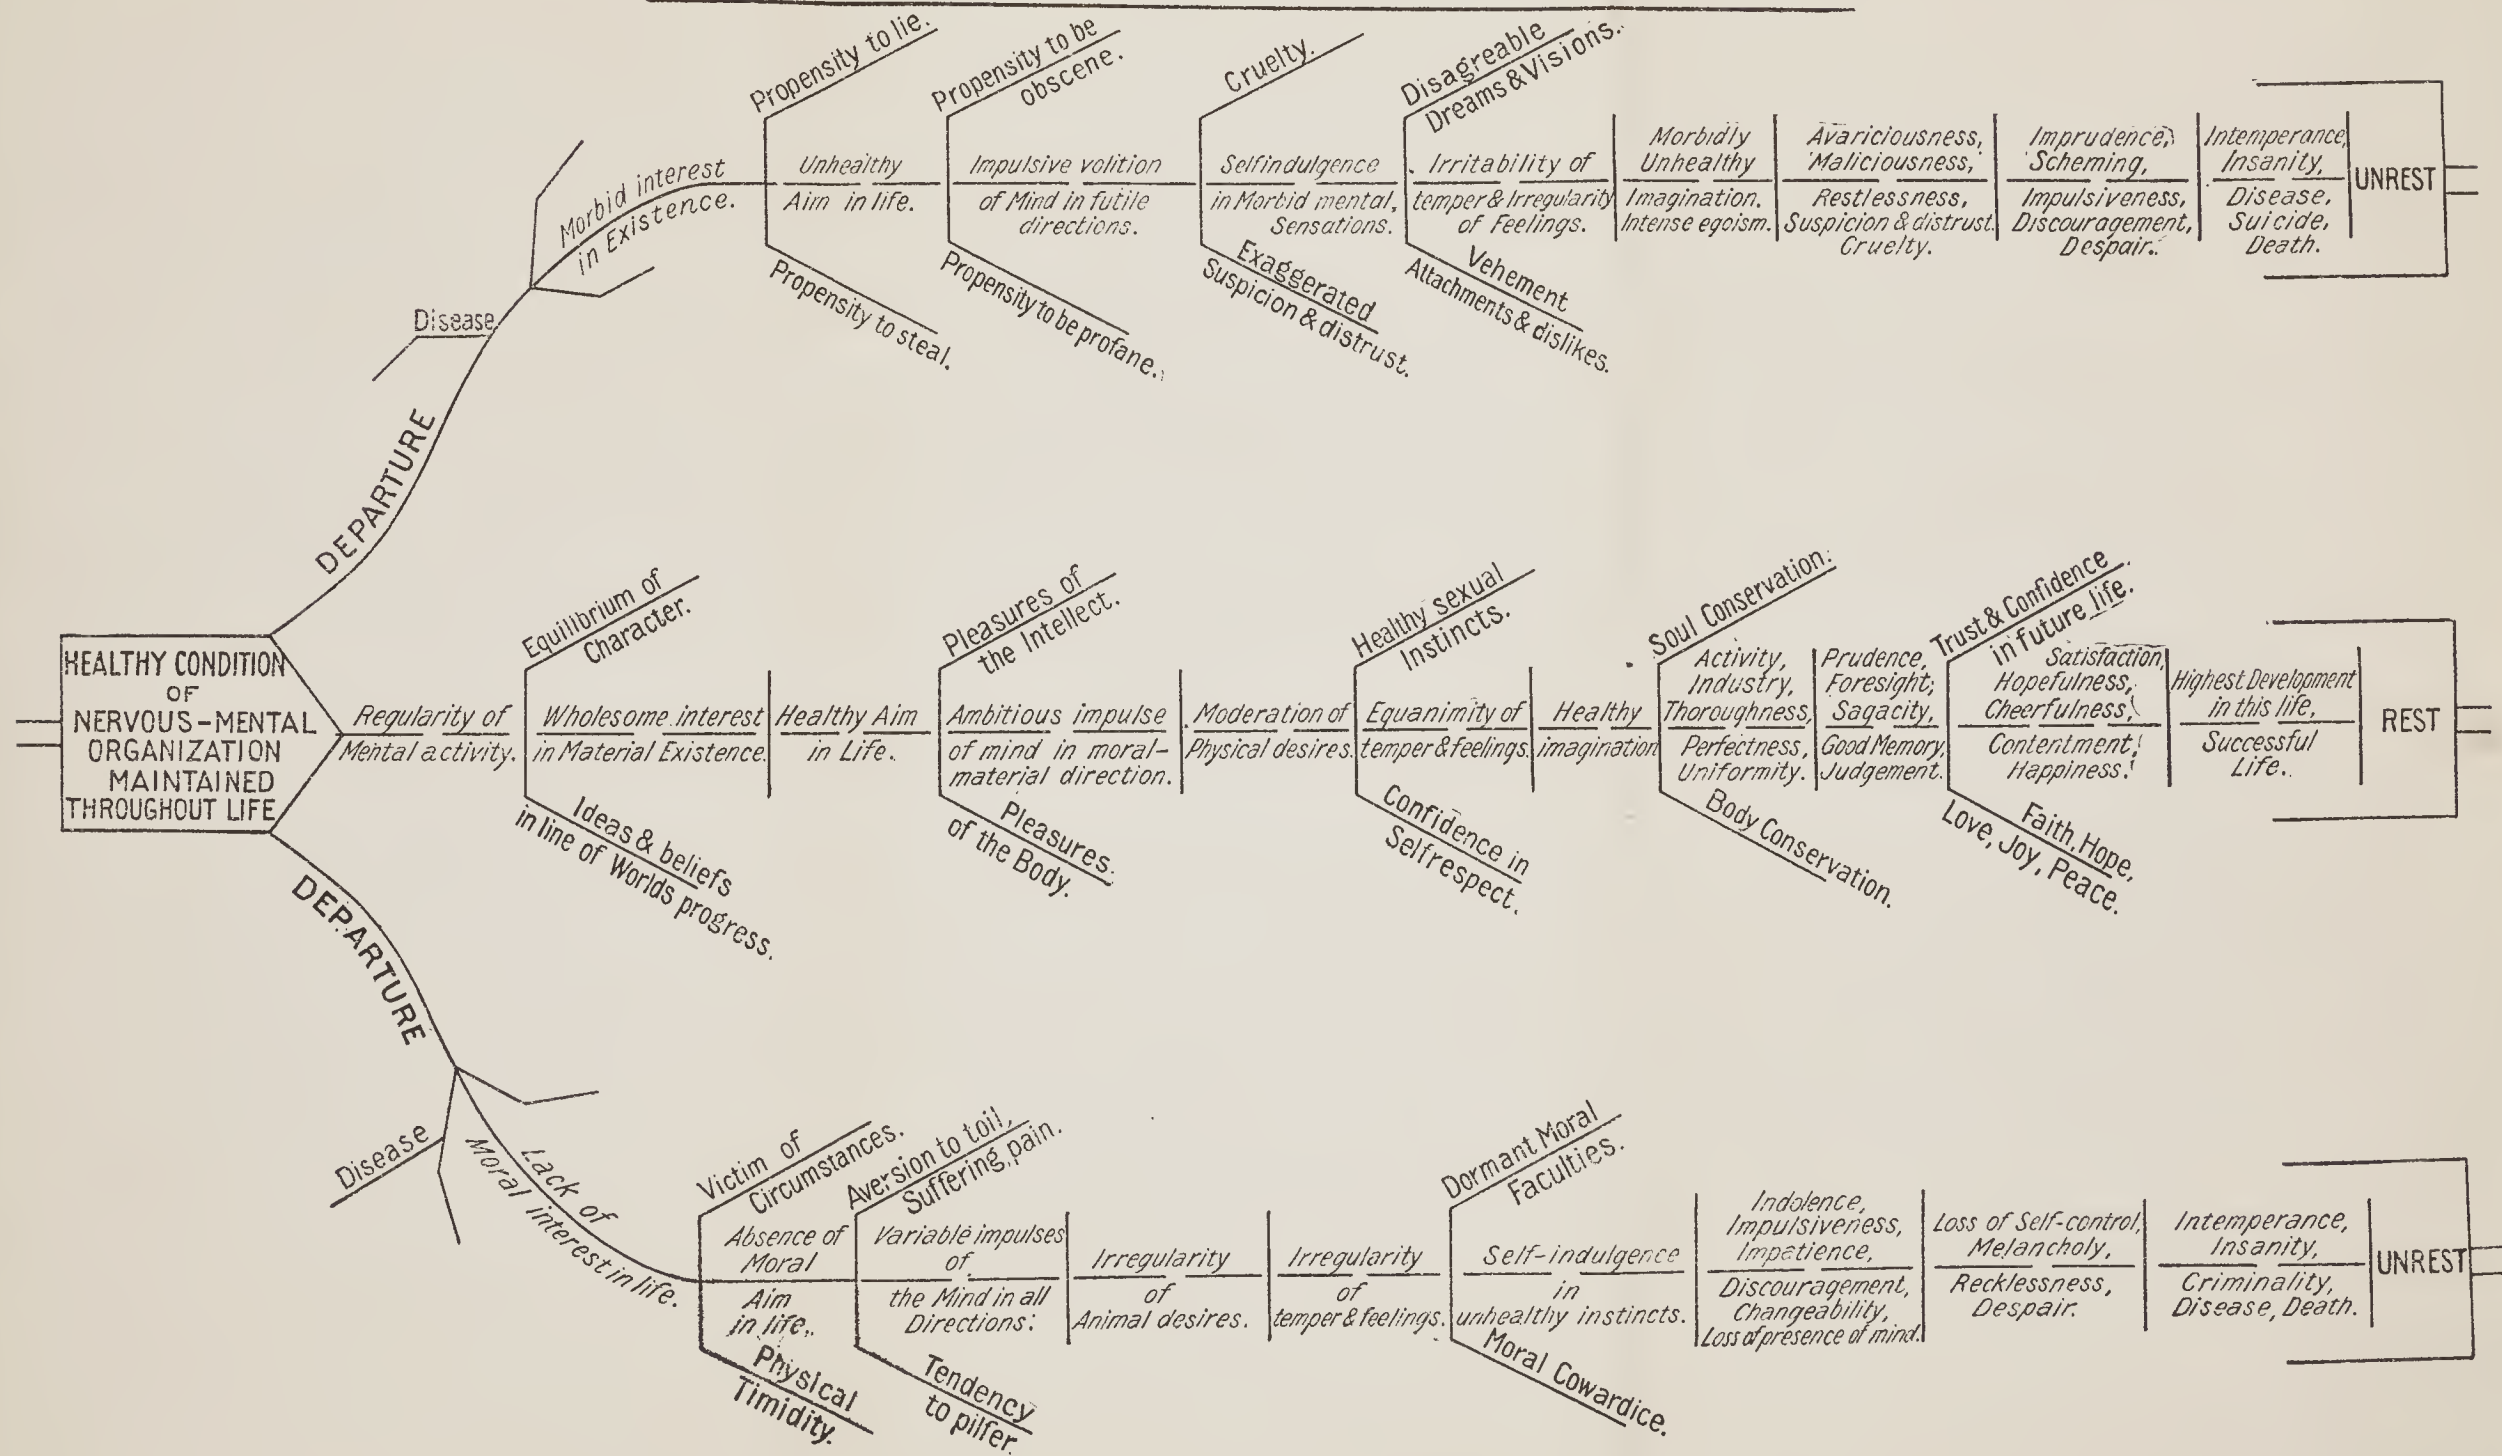 Propensity to lie.
Propensity to be
obscene.
Cruelty.
Disagreable
Dreams & Visions.
Morbid interest
in Existence.
Unhealthy
Aim in life.
Impulsive volition
of Mind in futile
directions.
Selfindulgence
in Morbid mental,
Sensations.
Irritability of
temper & Irregularity
of Feelings.
Morbidly
Unhealthy
Imagination.
Intense egoism.
Avariciousness,
Maliciousness,
Restlessness,
Suspicion & distrust.
Cruelty.
Imprudence,
Scheming,
Impulsiveness,
Discouragement,
Despair.
Intemperance,
Insanity,
Disease,
Suicide,
Death.
UNREST
Propensity to steal.
Propensity to be profane.
Exaggerated
Suspicion & distrust.
Vehement
Attachments & dislikes.
Disease
DEPARTURE
HEALTHY CONDITION
OF
NERVOUS-MENTAL
ORGANIZATION
MAINTAINED
THROUGHOUT LIFE
Equilibrium of
Character.
Pleasures of
the Intellect.
Healthy sexual
Instincts.
Soul Conservation.
Trust & Confidence
in future life.
Regularity of
Mental activity.
Wholesome interest
in Material Existence.
Healthy Aim
in Life.
Ambitious impulse
of mind in moral-
material direction.
Moderation of
Physical desires.
Equanimity of
temper & feelings.
Healthy
imagination
Activity,
Industry,
Thoroughness,
Perfectness,
Uniformity.
Prudence,
Foresight;
Sagacity,
Good Memory,
Judgement.
Satisfaction,
Hopefulness,
Cheerfulness,
Contentment,
Happiness.
Highest Development
in this life,
Successful
Life.
REST
Ideas & beliefs
in line of Worlds progress.
Pleasures.
of the Body.
Confidence in
Selfrespect.
Body Conservation.
Faith, Hope,
Love, Joy, Peace.
DEPARTURE
Disease
Lack of
Moral interest in life.
Victim of
Circumstances.
Aversion to toil,
Suffering, pain.
Dormant Moral
Faculties.
Absence of
Moral
Aim
in life.
Variable impulses
of
the Mind in all
Directions.
Irregularity
of
Animal desires.
Irregularity
of
temper & feelings.
Self-indulgence
in
unhealthy instincts.
Indolence,
Impulsiveness,
Impatience,
Discouragement,
Changeability,
Loss of presence of mind.
Loss of Self-control,
Melancholy,
Recklessness,
Despair.
Intemperance,
Insanity,
Criminality,
Disease, Death.
UNREST
Physical
Timidity.
Tendency
to pilfer.
Moral Cowardice.